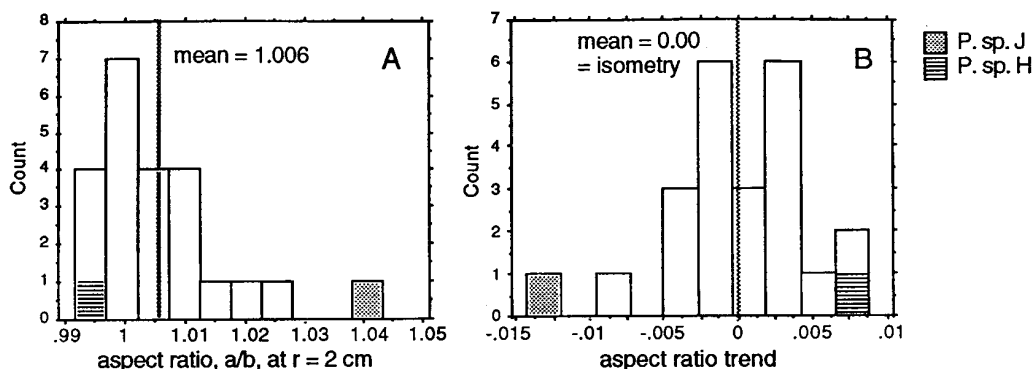 mean = 1.006
A
Count
8
7
6
5
4
3
2
1
0
.99
1
1.01
1.02
1.03
1.04
1.05
aspect ratio, a/b, at r = 2 cm
mean = 0.00
= isometry
B
Count
7
6
5
4
3
2
1
0
-.015
-.01
-.005
0
.005
.01
aspect ratio trend
P. sp. J
P. sp. H